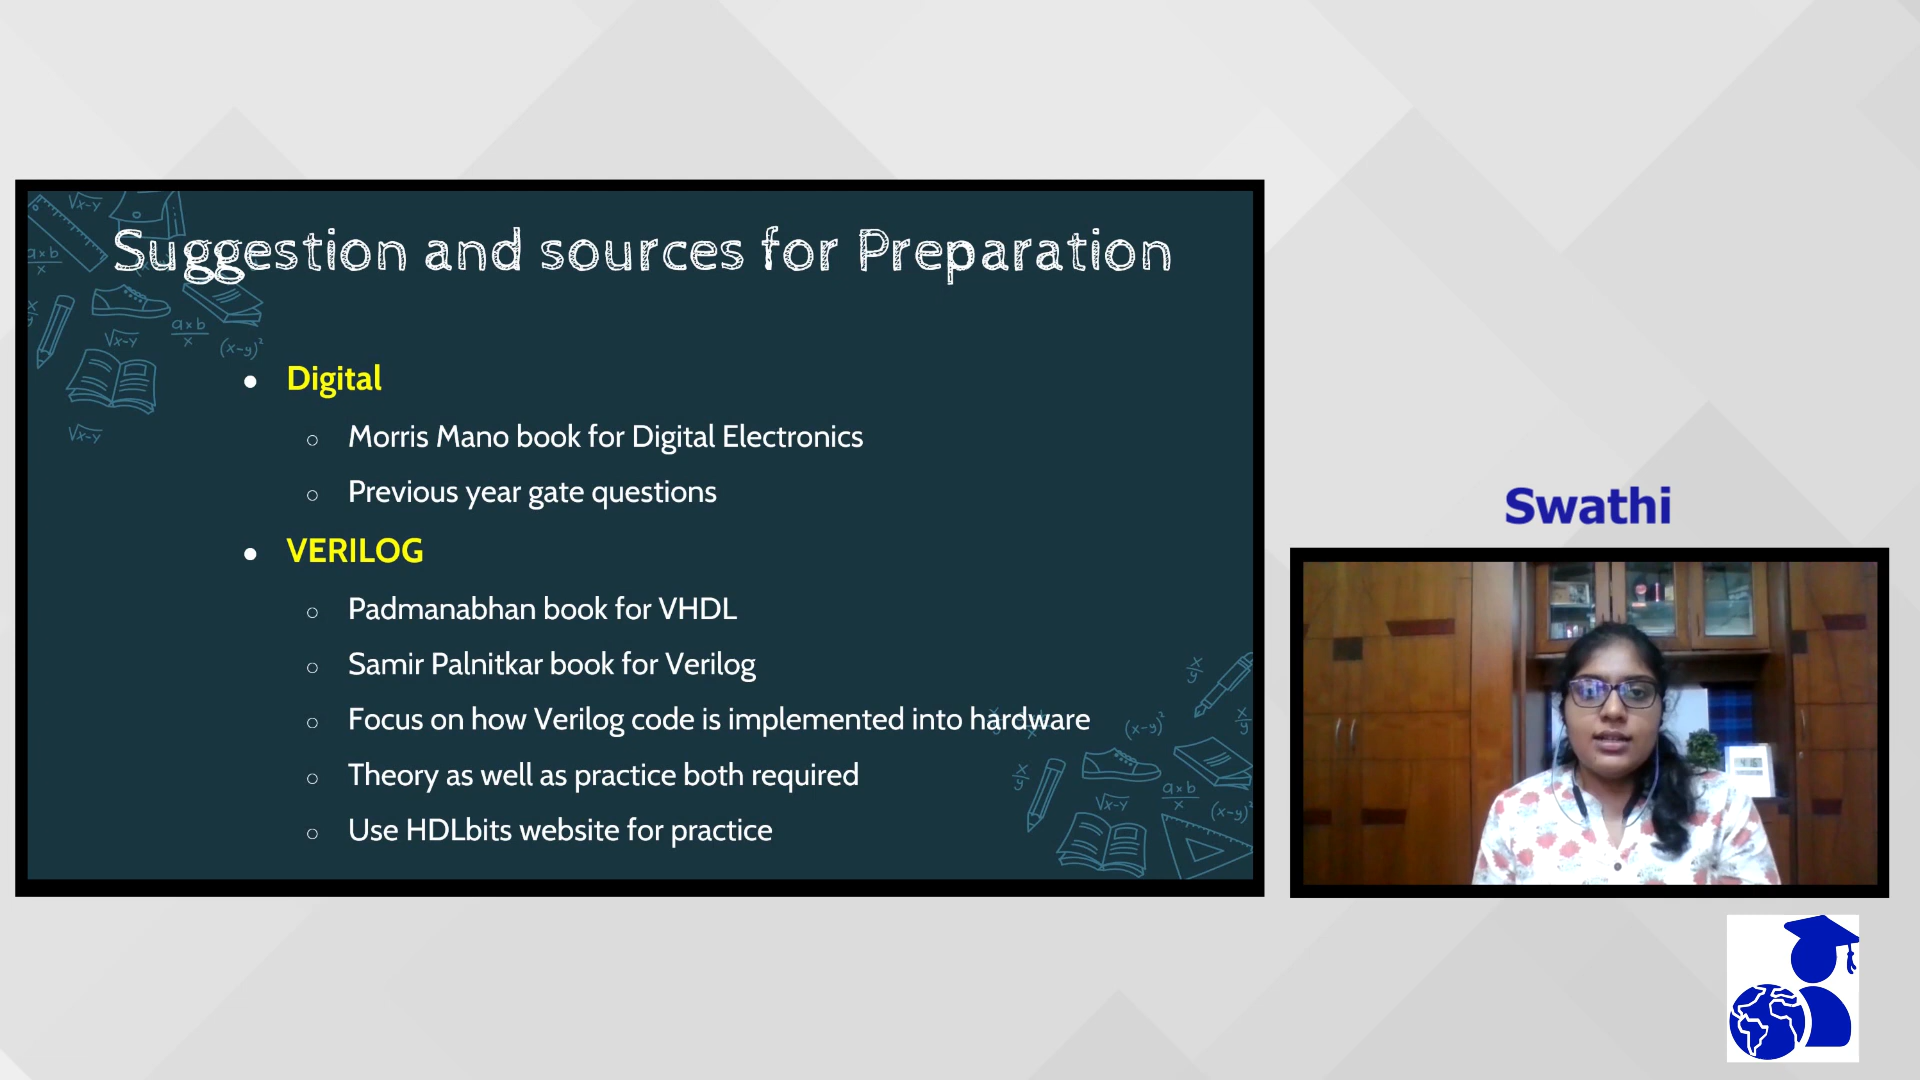 Suggestion and sources for Preparation
● Digital
○ Morris Mano book for Digital Electronics
○ Previous year gate questions
● VERILOG
○ Padmanabhan book for VHDL
○ Samir Palnitkar book for Verilog
○ Focus on how Verilog code is implemented into hardware
○ Theory as well as practice both required
○ Use HDLbits website for practice
Swathi